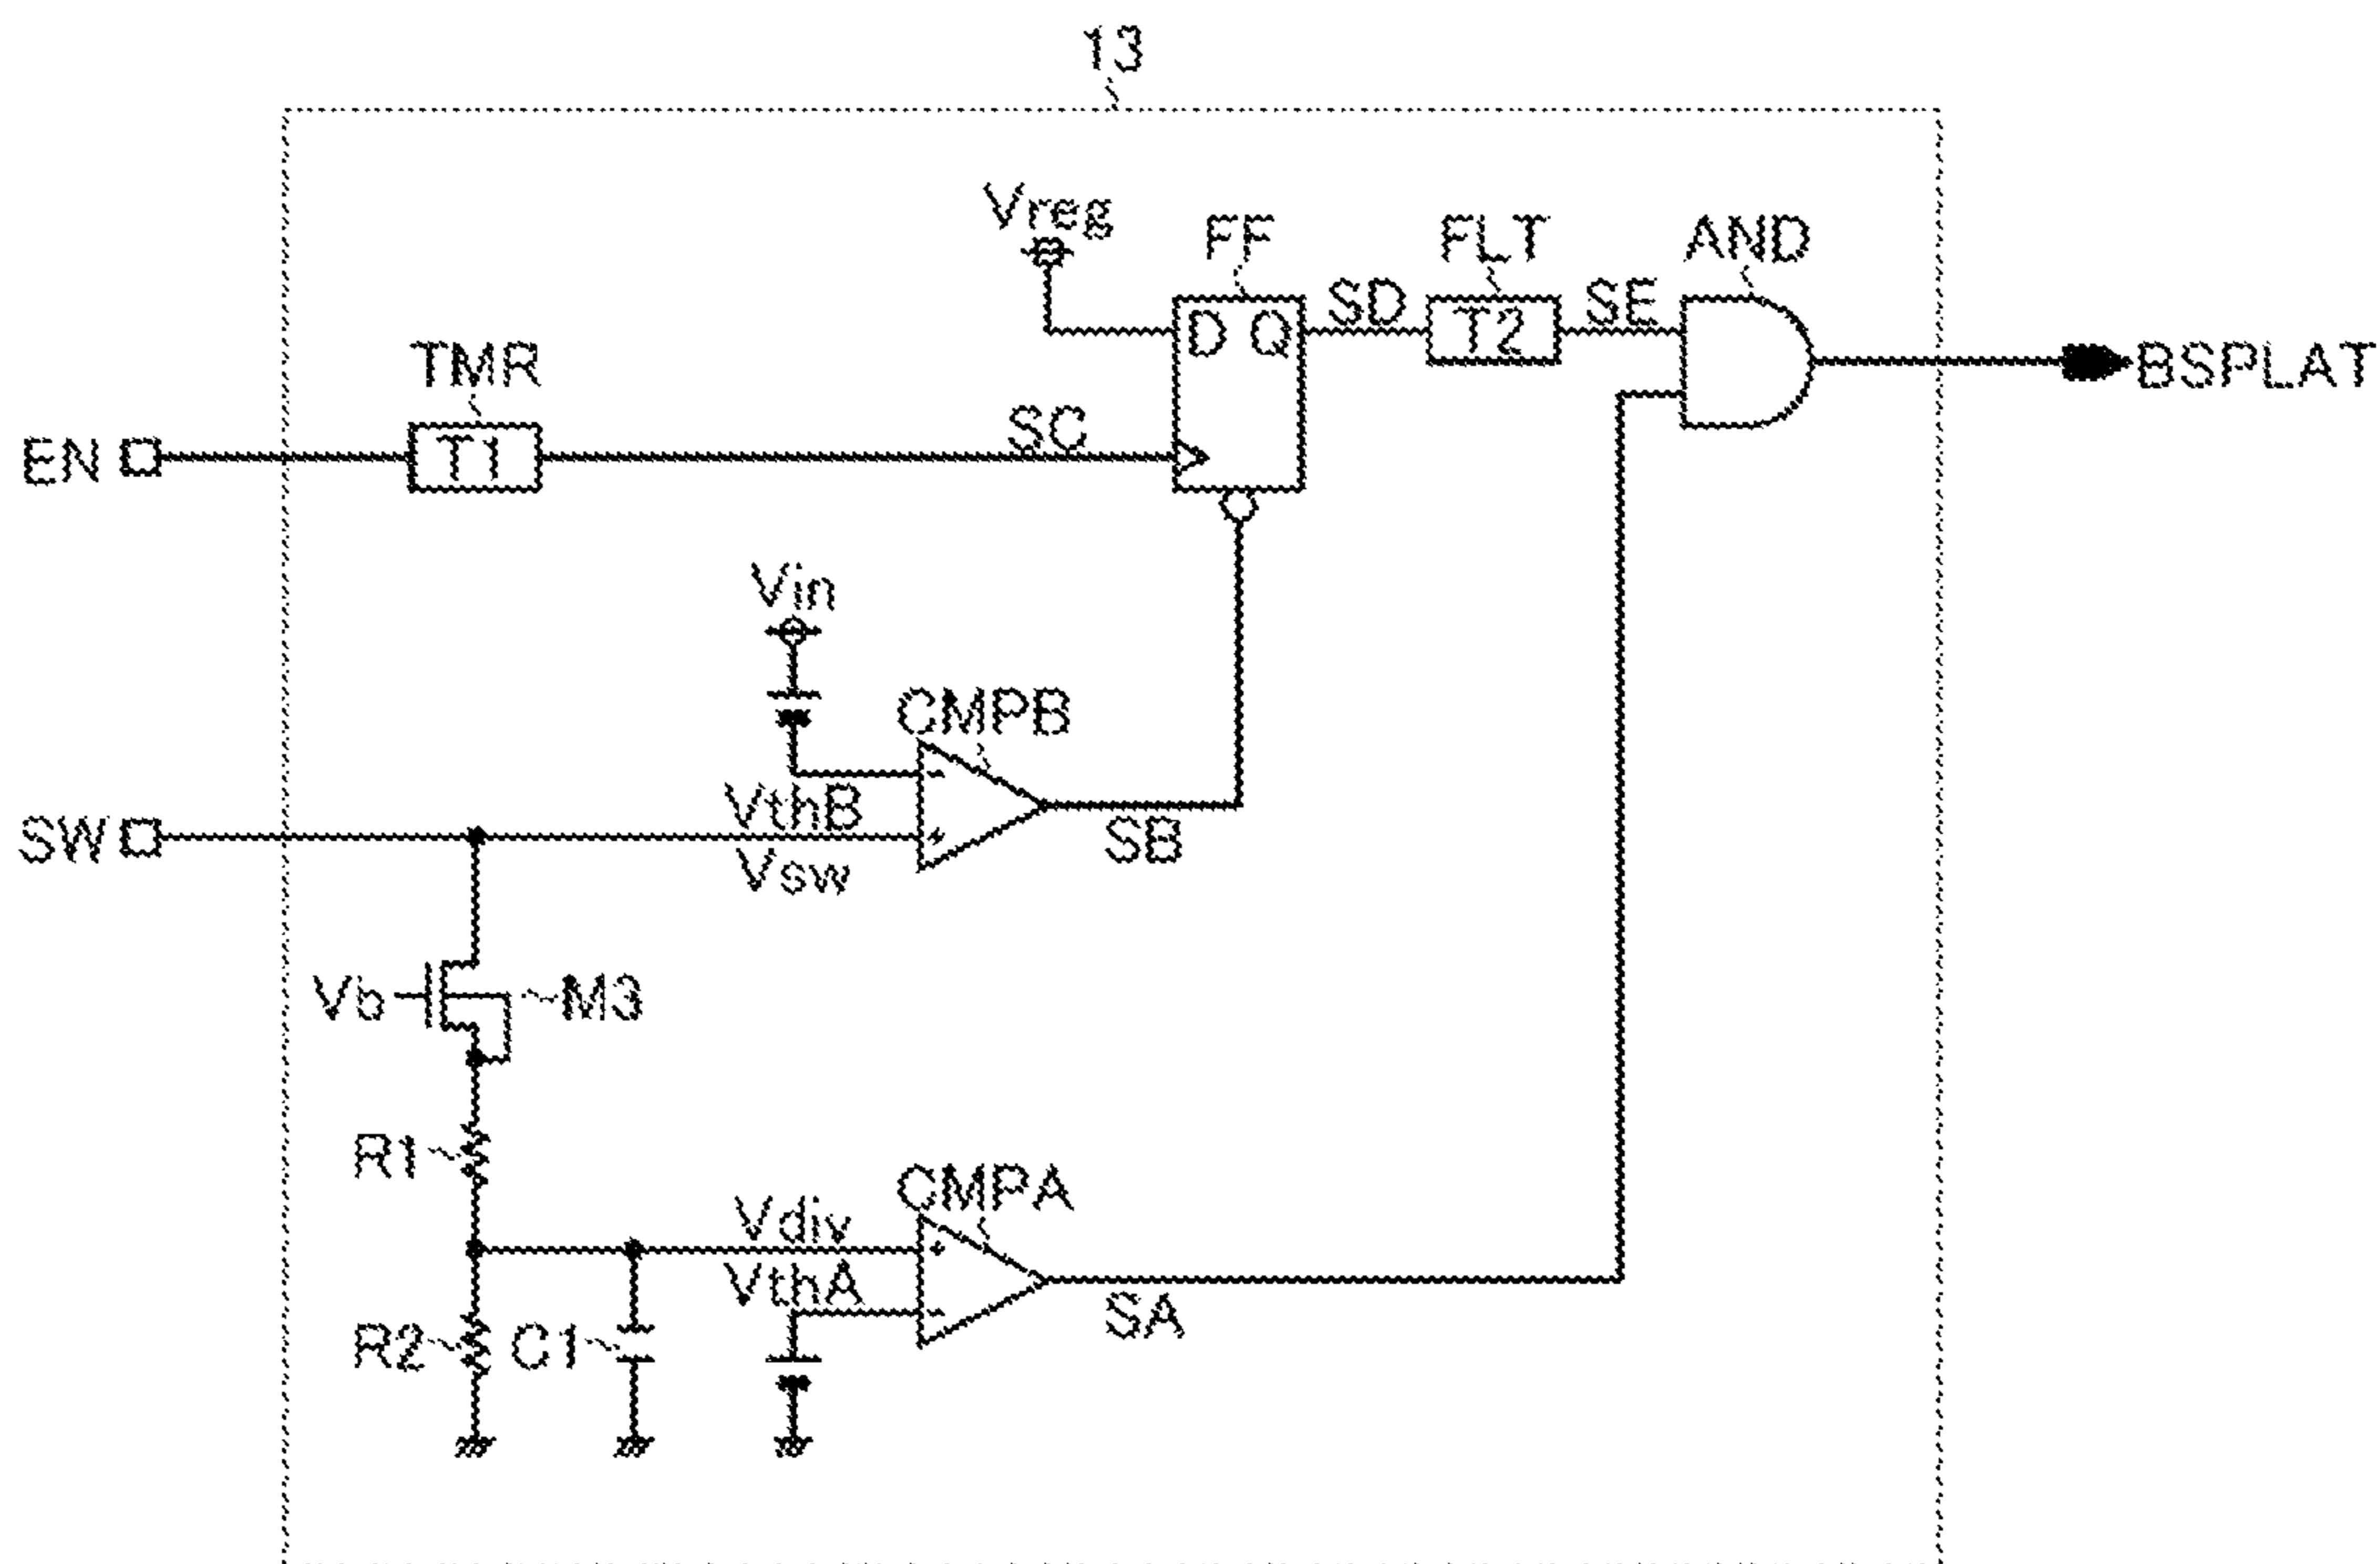 13
Vreg
FF
FLT
AND
D Q
SD
T2
SE
BSPLAT
TMR
EN
T1
SC
Vin
CMPB
VthB
SW
Vsw
SB
Vb
M3
R1
CMPA
Vdiv
VthA
R2
C1
SA